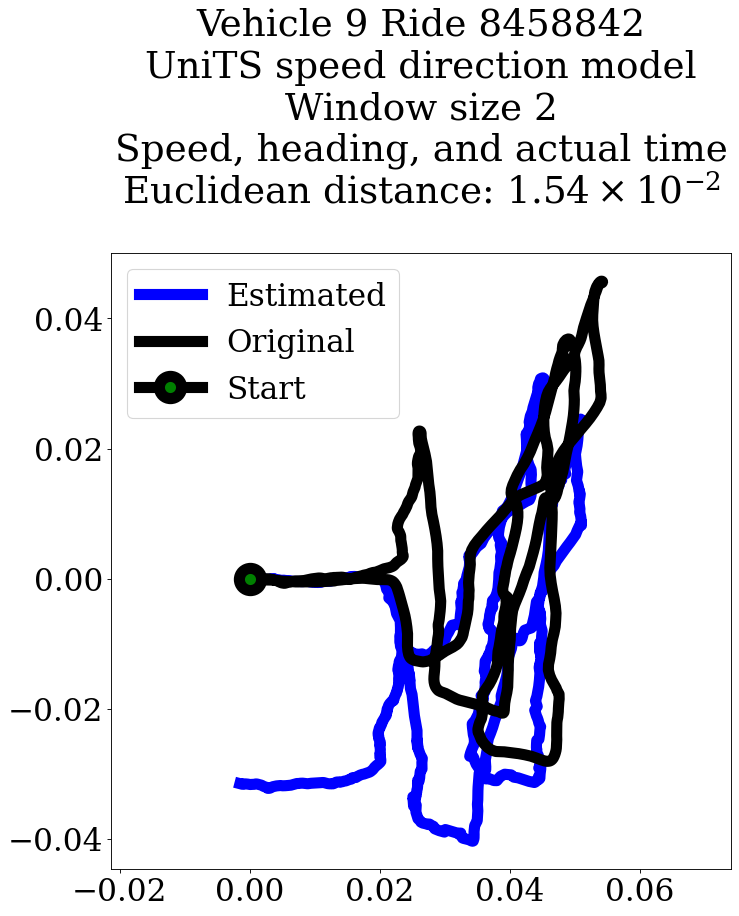 Vehicle 9 Ride 8458842
UniTS speed direction model
Window size 2
Speed, heading, and actual time
Euclidean distance: 1.54 × 10⁻²
Estimated
Original
Start
0.04
0.02
0.00
−0.02
−0.04
−0.02 0.00 0.02 0.04 0.06